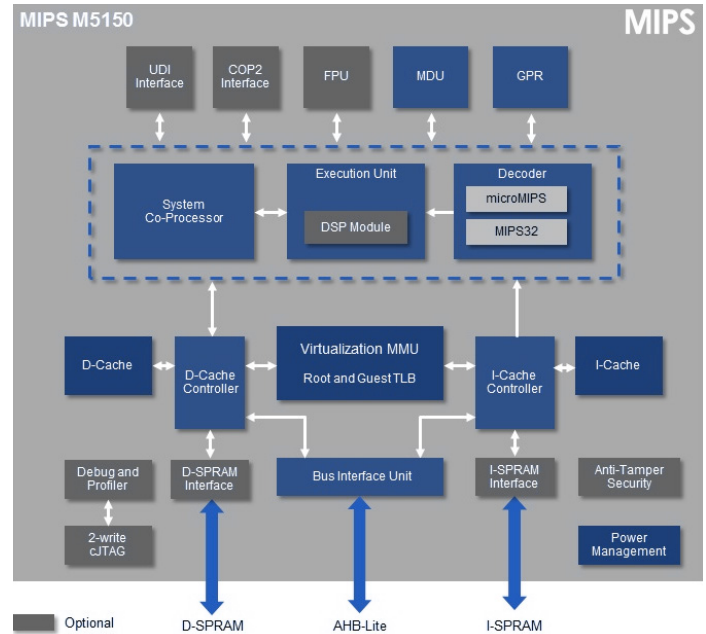 MIPS M5150
MIPS
UDI
Interface
COP2
Interface
FPU
MDU
GPR
System
Co-Processor
Execution Unit
DSP Module
Decoder
microMIPS
MIPS32
D-Cache
D-Cache
Controller
Virtualization MMU
Root and Guest TLB
I-Cache
Controller
I-Cache
Debug and
Profiler
D-SPRAM
Interface
Bus Interface Unit
I-SPRAM
Interface
Anti-Tamper
Security
2-write
cJTAG
Power
Management
Optional
D-SPRAM
AHB-Lite
I-SPRAM